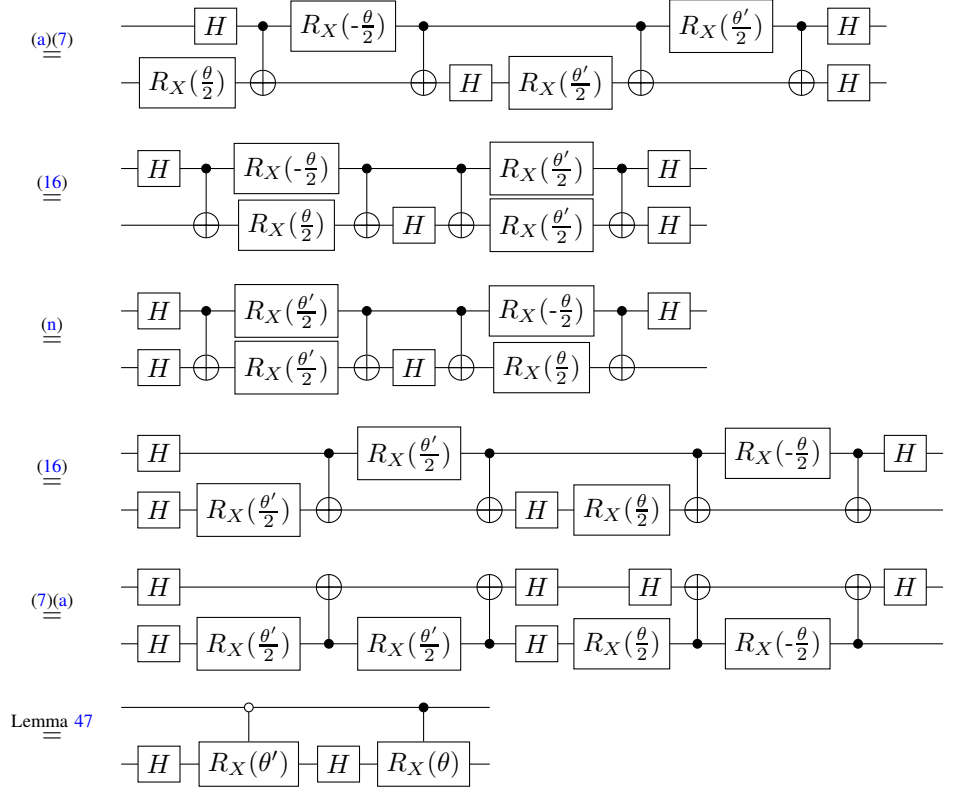 (a)(7) = H R_X(-θ/2) R_X(θ'/2) H
R_X(θ/2) H R_X(θ'/2) H
(16) = H R_X(-θ/2) R_X(θ'/2) H
R_X(θ/2) H R_X(θ'/2) H
(n) = H R_X(θ'/2) R_X(-θ/2) H
H R_X(θ'/2) H R_X(θ/2)
(16) = H R_X(θ'/2) R_X(-θ/2) H
H R_X(θ'/2) H R_X(θ/2)
(7)(a) = H H H H
H R_X(θ'/2) R_X(θ'/2) H R_X(θ/2) R_X(-θ/2)
Lemma 47 =
H R_X(θ') H R_X(θ)